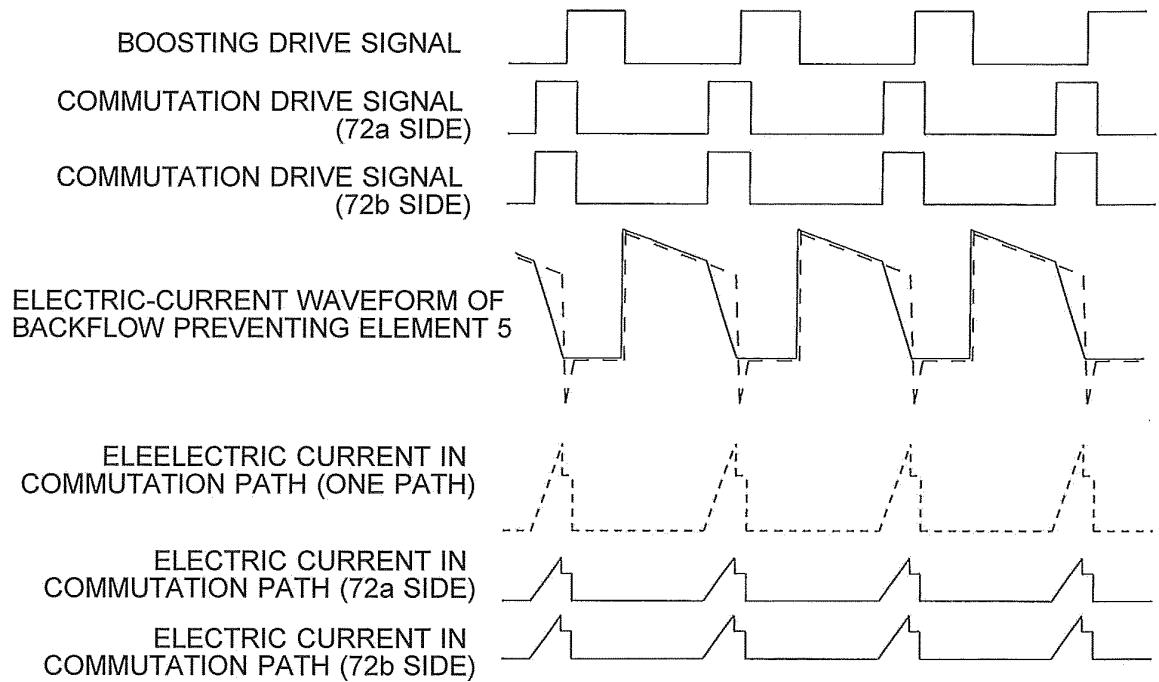 BOOSTING DRIVE SIGNAL
COMMUTATION DRIVE SIGNAL
(72a SIDE)
COMMUTATION DRIVE SIGNAL
(72b SIDE)
ELECTRIC-CURRENT WAVEFORM OF
BACKFLOW PREVENTING ELEMENT 5
ELEELECTRIC CURRENT IN
COMMUTATION PATH (ONE PATH)
ELECTRIC CURRENT IN
COMMUTATION PATH (72a SIDE)
ELECTRIC CURRENT IN
COMMUTATION PATH (72b SIDE)